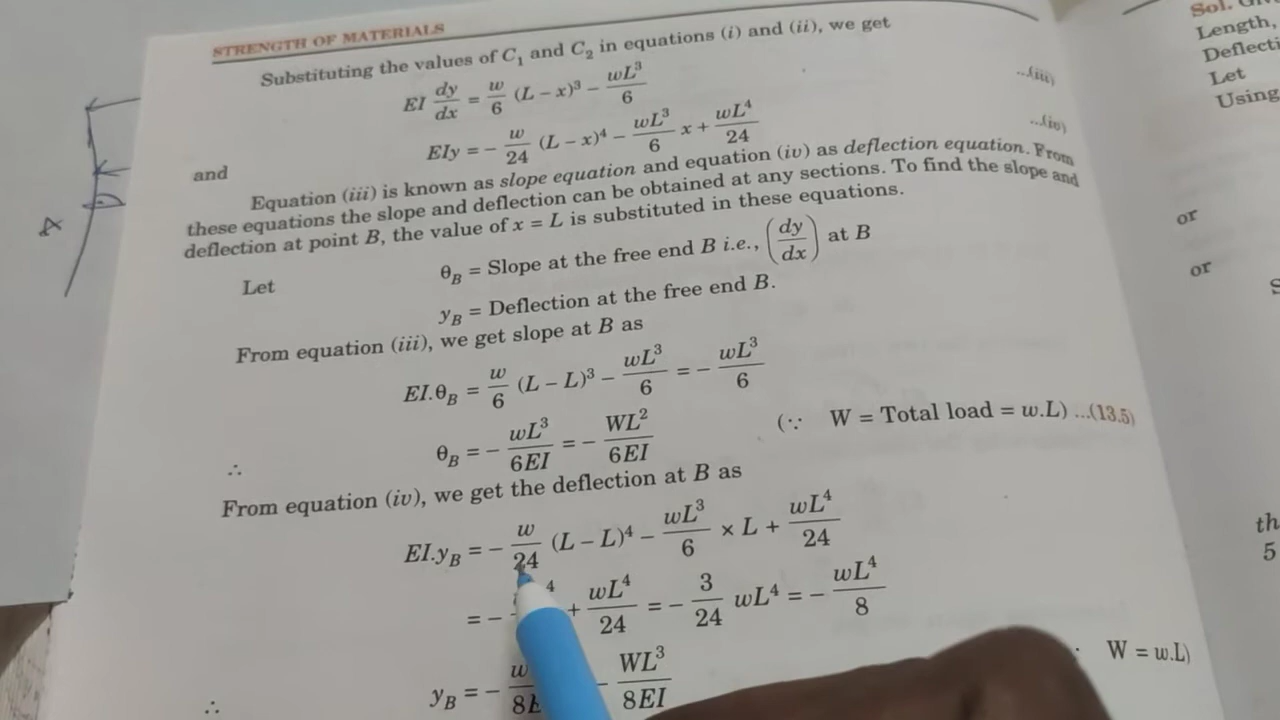 STRENGTH OF MATERIALS
Substituting the values of C₁ and C₂ in equations (i) and (ii), we get
EI dy/dx = w/6 (L – x)³ – wL³/6 ...(iii)
and EIy = – w/24 (L – x)⁴ – wL³/6 x + wL⁴/24 ...(iv)
Equation (iii) is known as slope equation and equation (iv) as deflection equation. From
these equations the slope and deflection can be obtained at any sections. To find the slope and
deflection at point B, the value of x = L is substituted in these equations.
Let θ_B = Slope at the free end B i.e., (dy/dx) at B
y_B = Deflection at the free end B.
From equation (iii), we get slope at B as
EI.θ_B = w/6 (L – L)³ – wL³/6 = – wL³/6
∴ θ_B = – wL³/6EI = – WL²/6EI (∵ W = Total load = w.L) ...(13.5)
From equation (iv), we get the deflection at B as
EI.y_B = – w/24 (L – L)⁴ – wL³/6 × L + wL⁴/24
= – + wL⁴/24 = – 3/24 wL⁴ = – wL⁴/8
∴ y_B = – WL³/8EI W = w.L)
A
Sol.
Length,
Let
Using
or
or
th
5